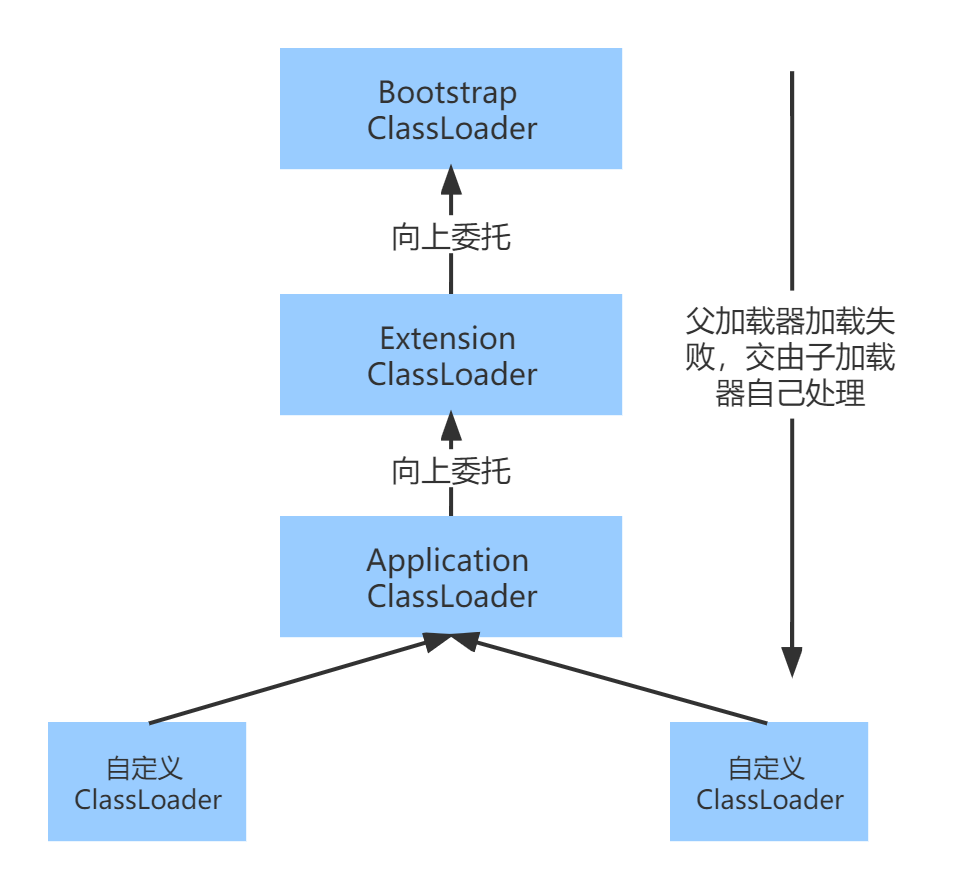 Bootstrap
ClassLoader
向上委托
Extension
ClassLoader
父加载器加载失
败，交由子加载
器自己处理
向上委托
Application
ClassLoader
自定义
ClassLoader
自定义
ClassLoader